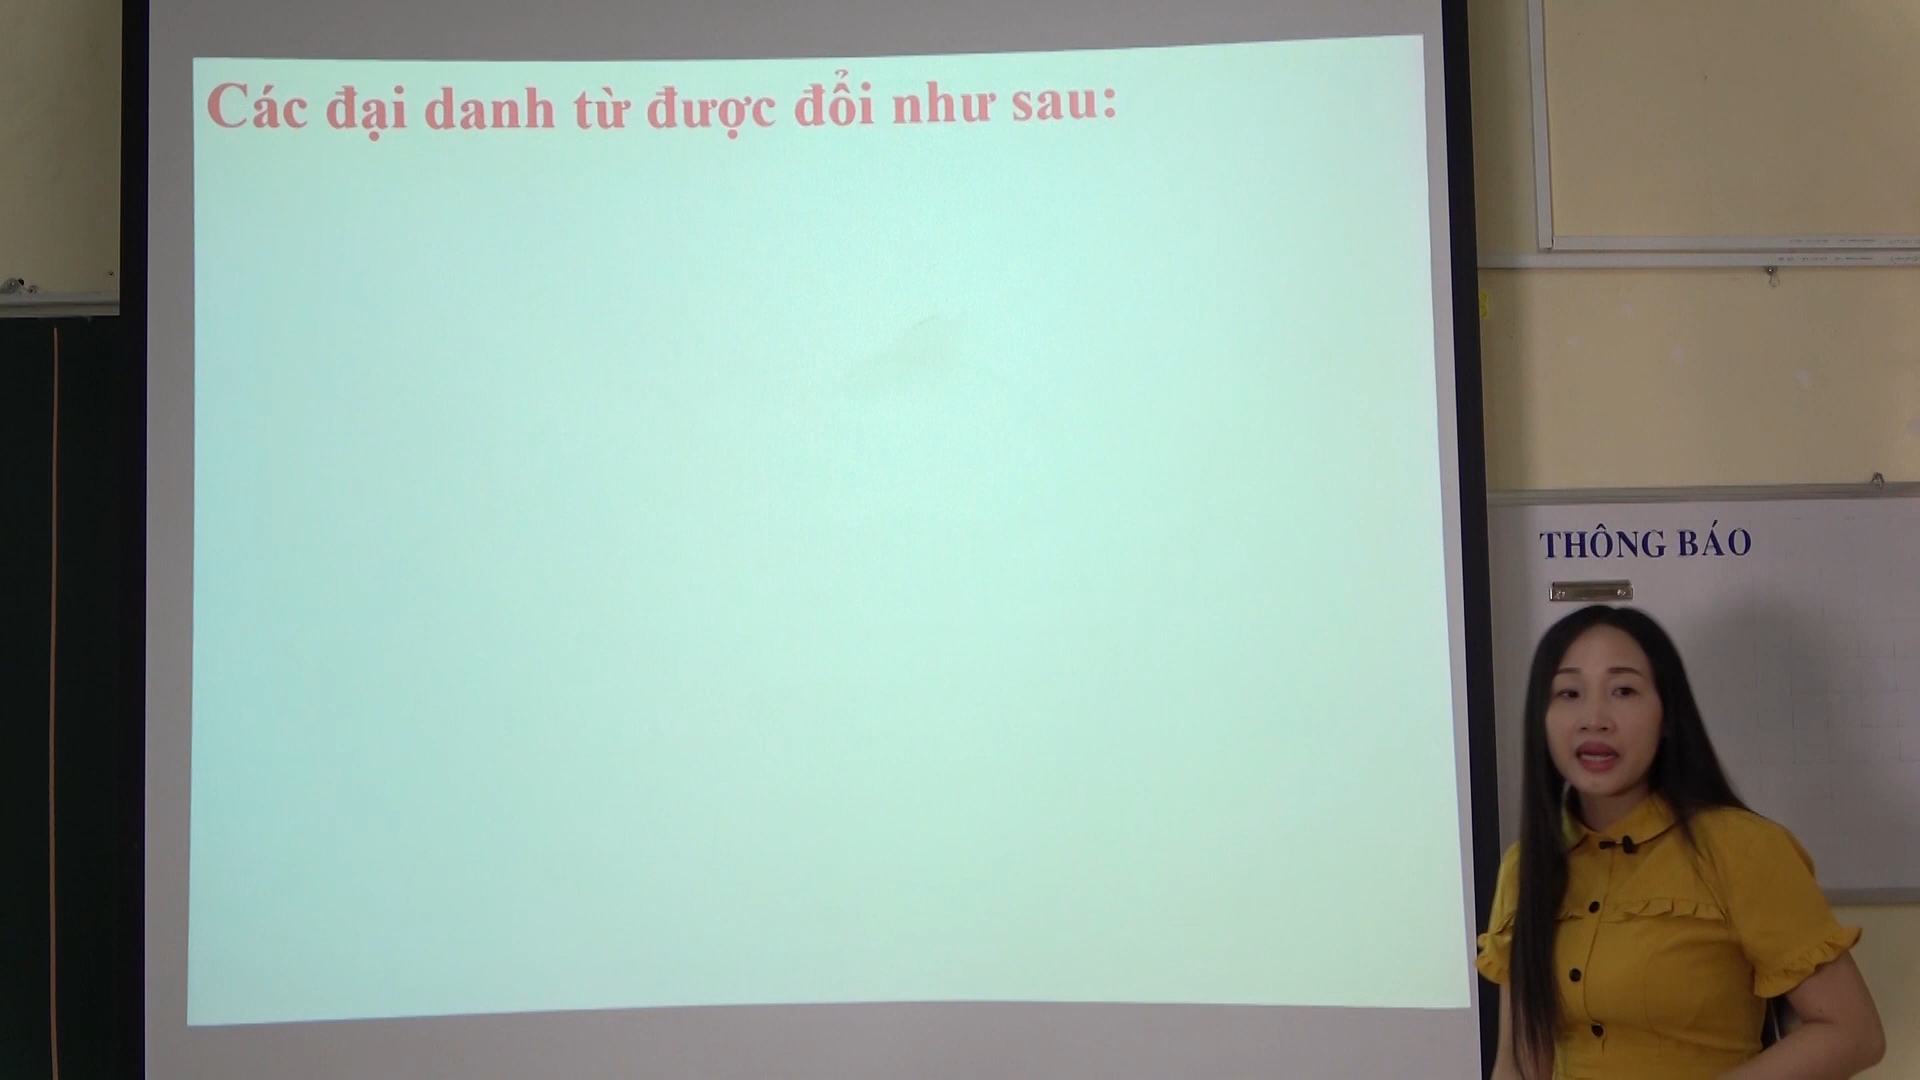 Các đại danh từ được đổi như sau:
THÔNG BÁO